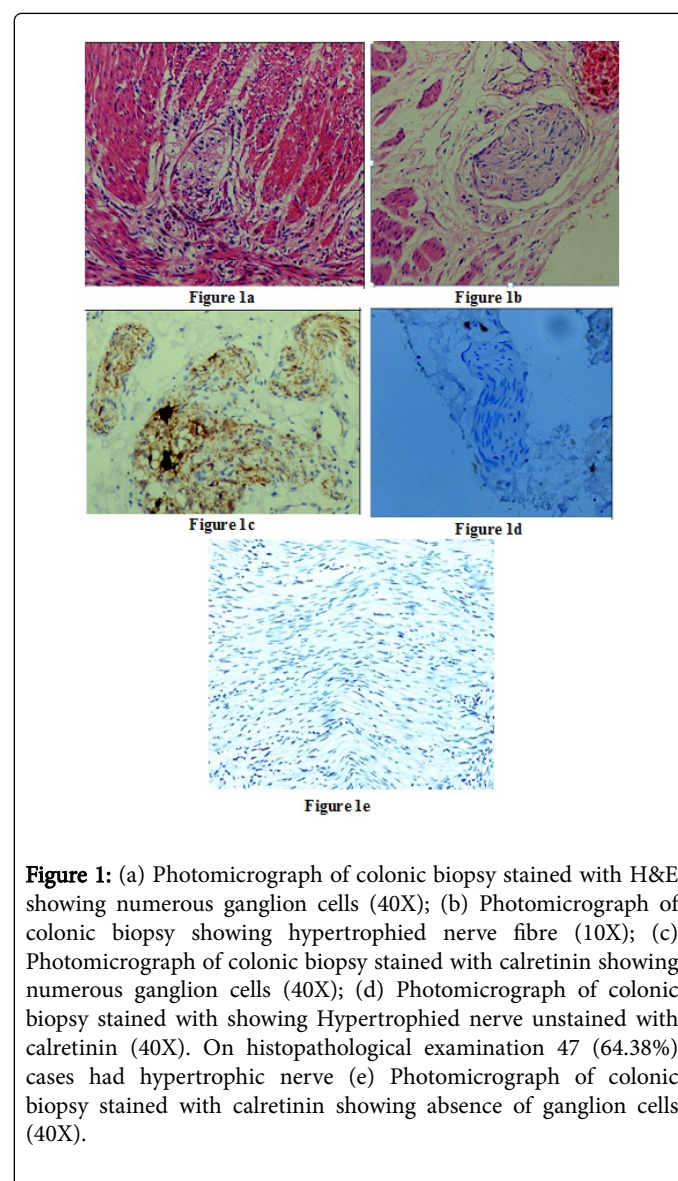 Figure 1a
Figure 1b
Figure 1c
Figure 1d
Figure 1e
Figure 1: (a) Photomicrograph of colonic biopsy stained with H&E
showing numerous ganglion cells (40X); (b) Photomicrograph of
colonic biopsy showing hypertrophied nerve fibre (10X); (c)
Photomicrograph of colonic biopsy stained with calretinin showing
numerous ganglion cells (40X); (d) Photomicrograph of colonic
biopsy stained with showing Hypertrophied nerve unstained with
calretinin (40X). On histopathological examination 47 (64.38%)
cases had hypertrophic nerve (e) Photomicrograph of colonic
biopsy stained with calretinin showing absence of ganglion cells
(40X).